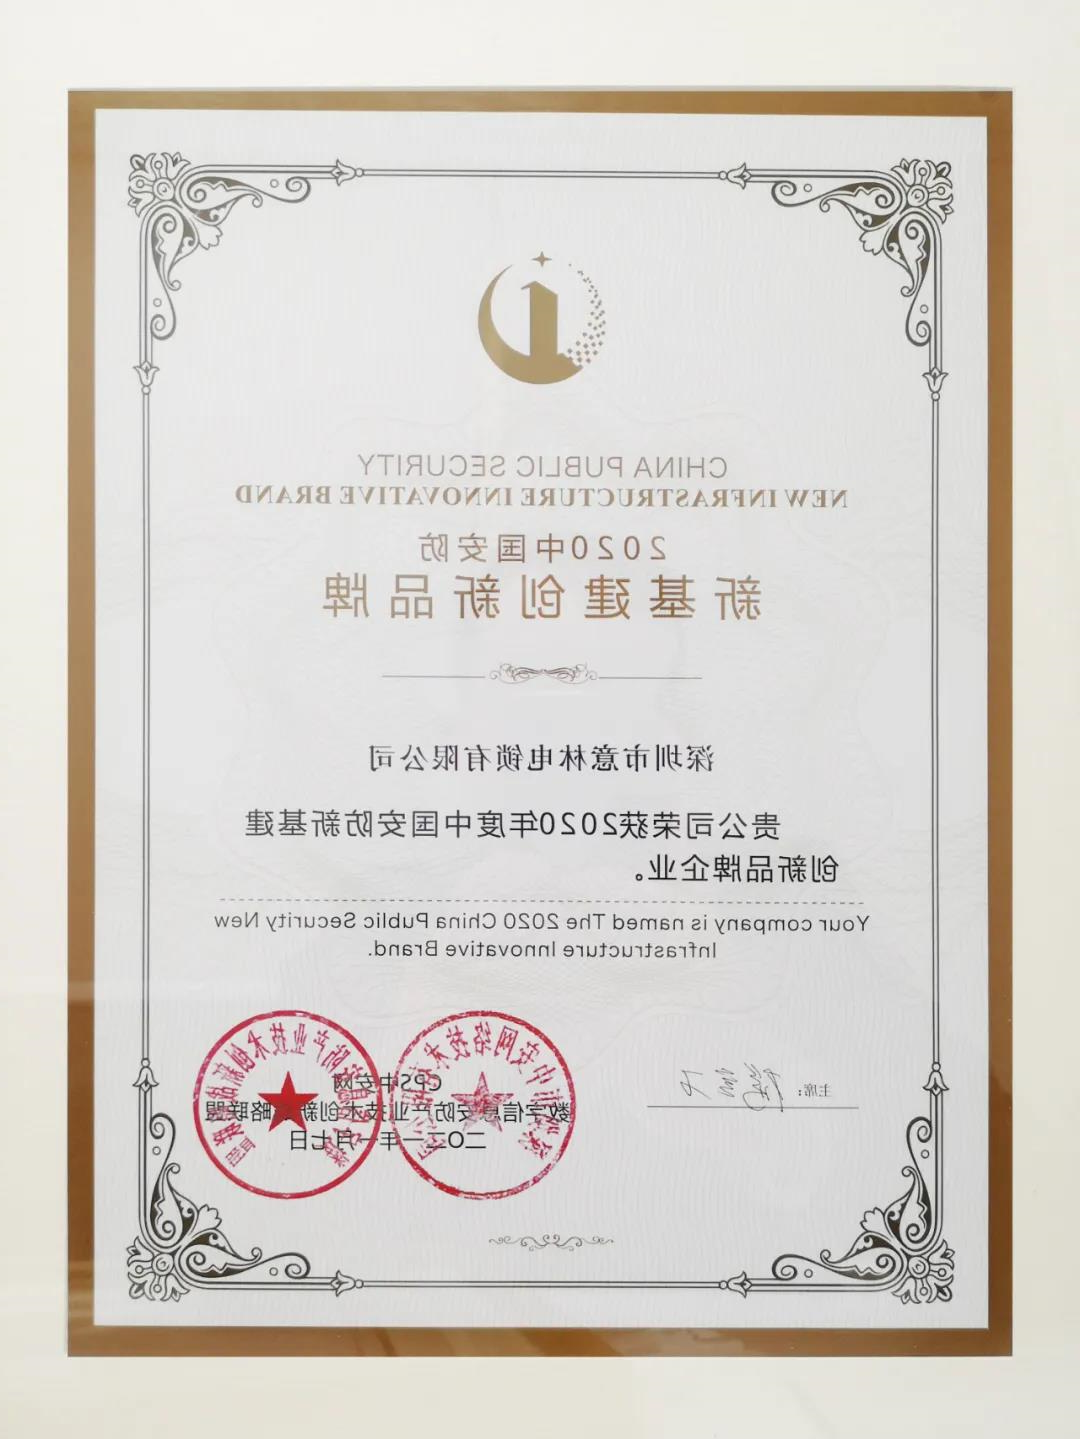 CHINA PUBLIC SECURITY
NEW INFRASTRUCTURE INNOVATIVE BRAND
2020中国安防
新基建创新品牌
深圳市意林电锁有限公司
贵公司荣获2020年度中国安防新基建
创新品牌企业。
Your company is named The 2020 China Public Security New
Infrastructure Innovative Brand.
主席:
CPS中安网
数字信息安防产业技术创新战略联盟
二〇二一年一月七日